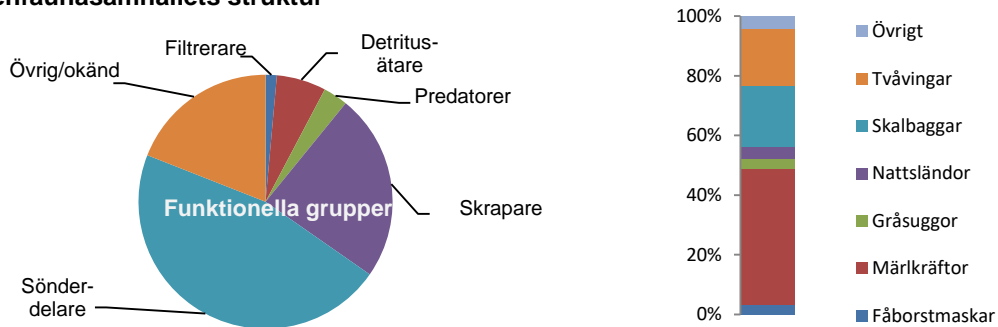 Filtrerare
Detritus-
ätare
Övrig/okänd
Predatorer
Funktionella grupper
Skrapare
Sönder-
delare
100%
80%
60%
40%
20%
0%
Övrigt
Tvåvingar
Skalbaggar
Nattsländor
Gråsuggor
Märlkräftor
Fåborstmaskar